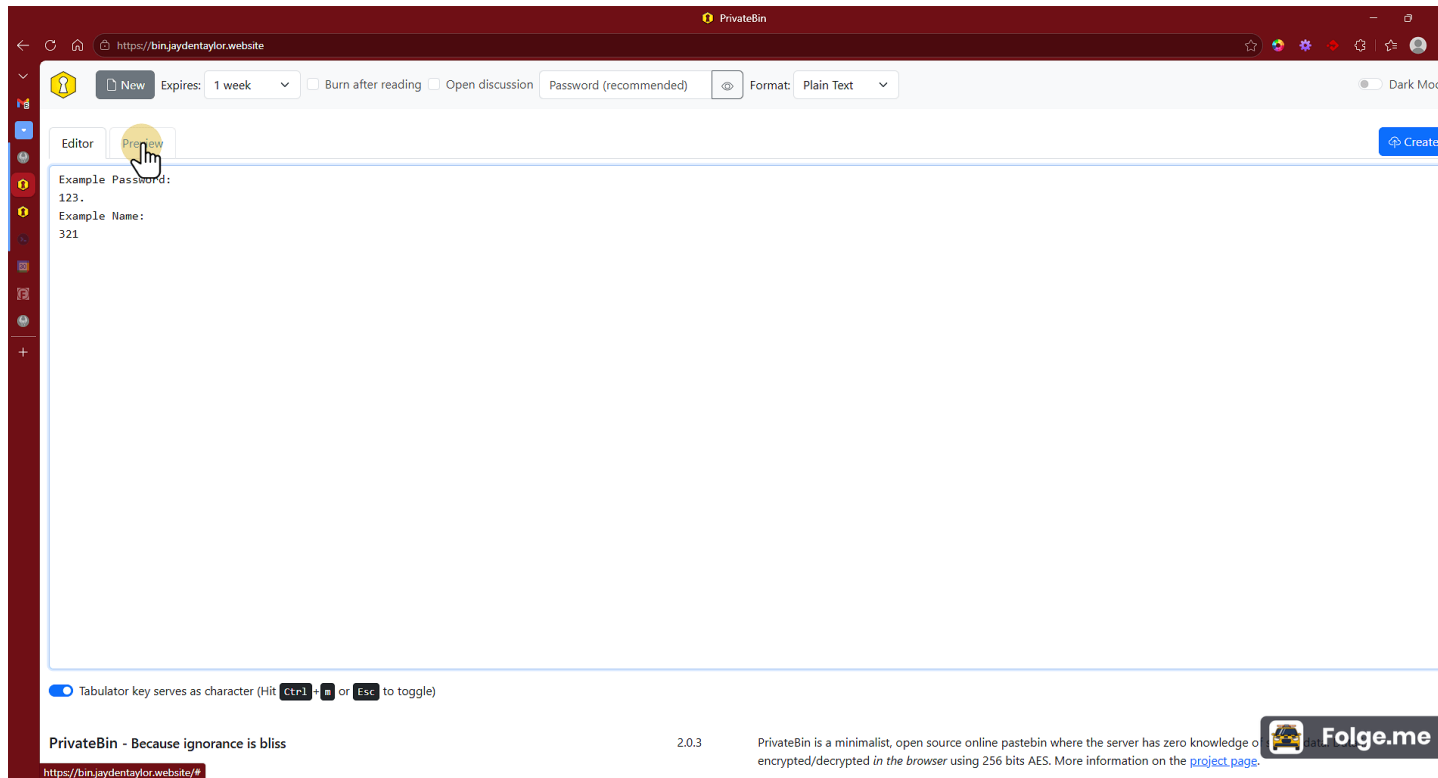 PrivateBin
https://bin.jaydentaylor.website
New Expires: 1 week Burn after reading Open discussion Password (recommended) Format: Plain Text Dark Mod
Editor Preview Create
Example Password:
123.
Example Name:
321
Tabulator key serves as character (Hit Ctrl + m or Esc to toggle)
PrivateBin - Because ignorance is bliss 2.0.3 PrivateBin is a minimalist, open source online pastebin where the server has zero knowledge of
encrypted/decrypted in the browser using 256 bits AES. More information on the project page.
Folge.me
https://bin.jaydentaylor.website/#